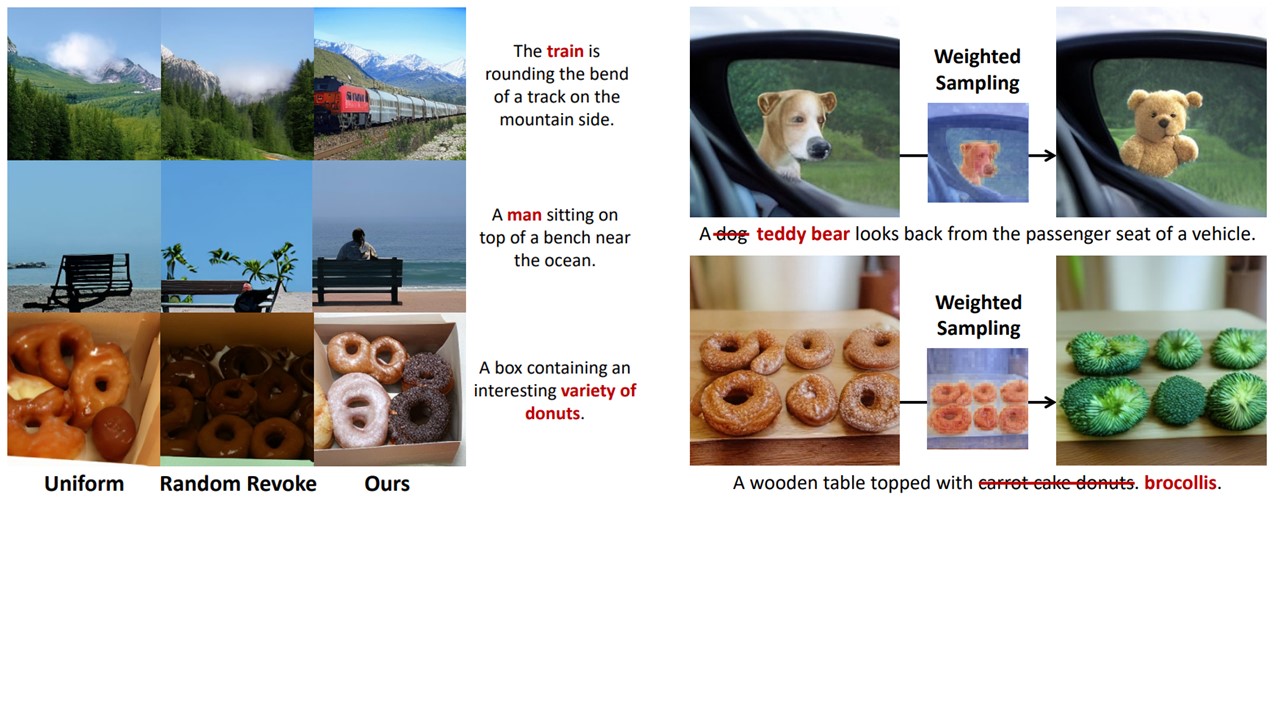 The train is
rounding the bend
of a track on the
mountain side.
A man sitting on
top of a bench near
the ocean.
A box containing an
interesting variety of
donuts.
Uniform
Random Revoke
Ours
Weighted
Sampling
A dog teddy bear looks back from the passenger seat of a vehicle.
Weighted
Sampling
A wooden table topped with carrot cake donuts. brocollis.